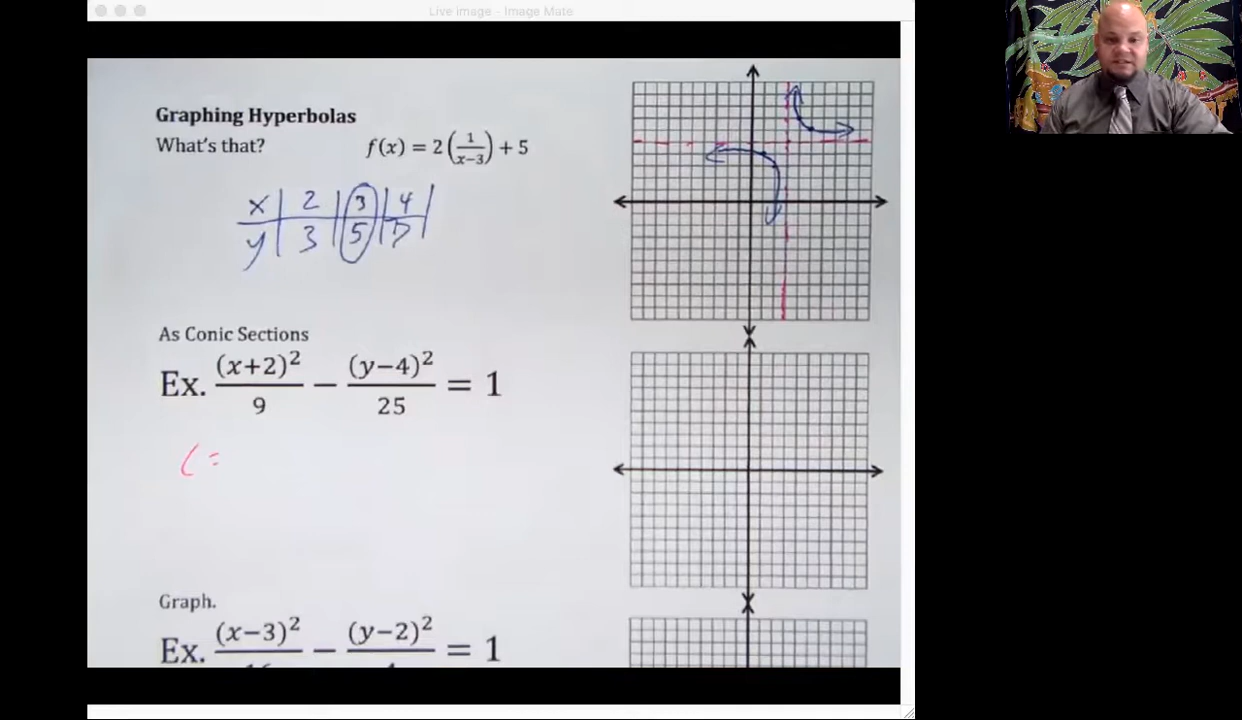 Live image - Image Mate
Graphing Hyperbolas
What's that? f(x) = 2(1/(x−3)) + 5
x | 2 | 3 | 4 |
y | 3 | 5 | 7 |
As Conic Sections
Ex. (x+2)²/9 − (y−4)²/25 = 1
( =
Graph.
Ex. (x−3)² − (y−2)² = 1